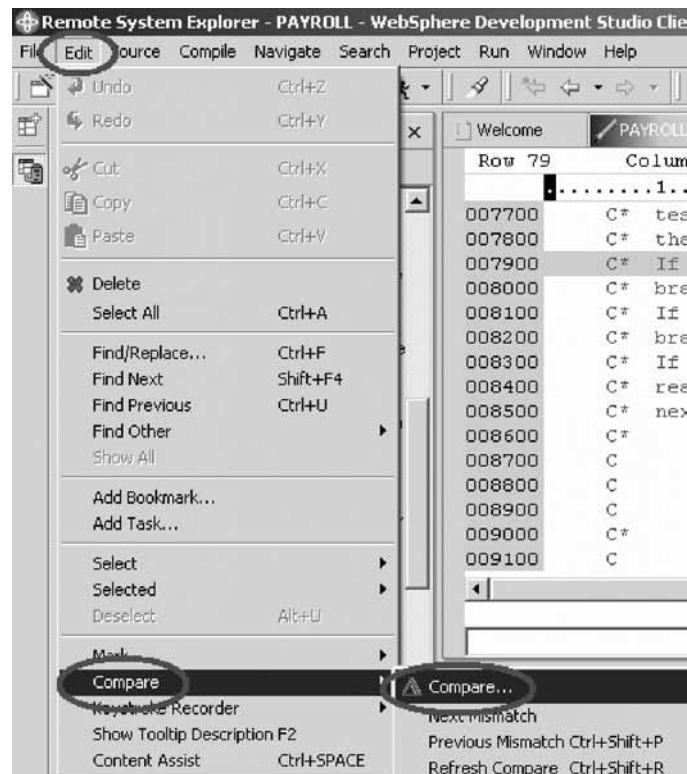 Remote System Explorer - PAYROLL - WebSphere Development Studio Clie
File Edit Source Compile Navigate Search Project Run Window Help
Undo Ctrl+Z
Redo Ctrl+Y
Cut Ctrl+X
Copy Ctrl+C
Paste Ctrl+V
Delete
Select All Ctrl+A
Find/Replace... Ctrl+F
Find Next Shift+F4
Find Previous Ctrl+U
Find Other
Show All
Add Bookmark...
Add Task...
Select
Selected
Deselect Alt+U
Mark
Compare
Keystroke Recorder
Show Tooltip Description F2
Content Assist Ctrl+SPACE
Compare...
Next Mismatch
Previous Mismatch Ctrl+Shift+P
Refresh Compare Ctrl+Shift+R
Welcome PAYROLL
Row 79 Colum
.........1..
007700 C* tes
007800 C* the
007900 C* If
008000 C* bre
008100 C* If
008200 C* bre
008300 C* If
008400 C* rea
008500 C* nex
008600 C*
008700 C
008800 C
008900 C
009000 C*
009100 C